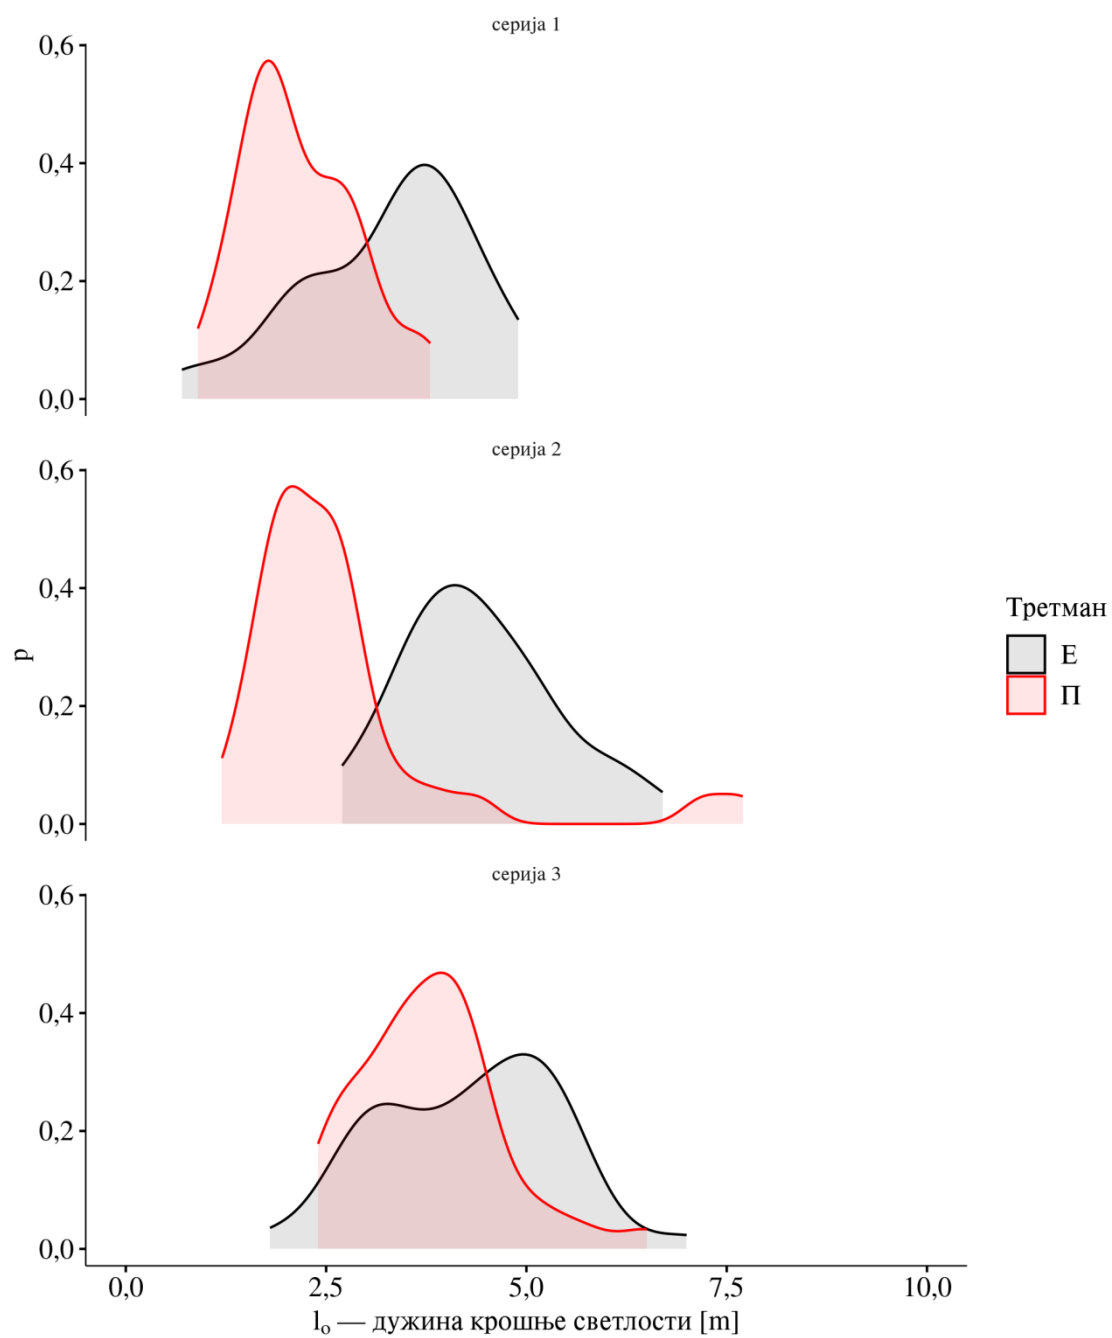 серија 1
0,6
0,4
0,2
0,0
серија 2
0,6
0,4
0,2
0,0
p
серија 3
0,6
0,4
0,2
0,0
0,0 2,5 5,0 7,5 10,0
lₒ — дужина крошње светлости [m]
Третман
Е
П